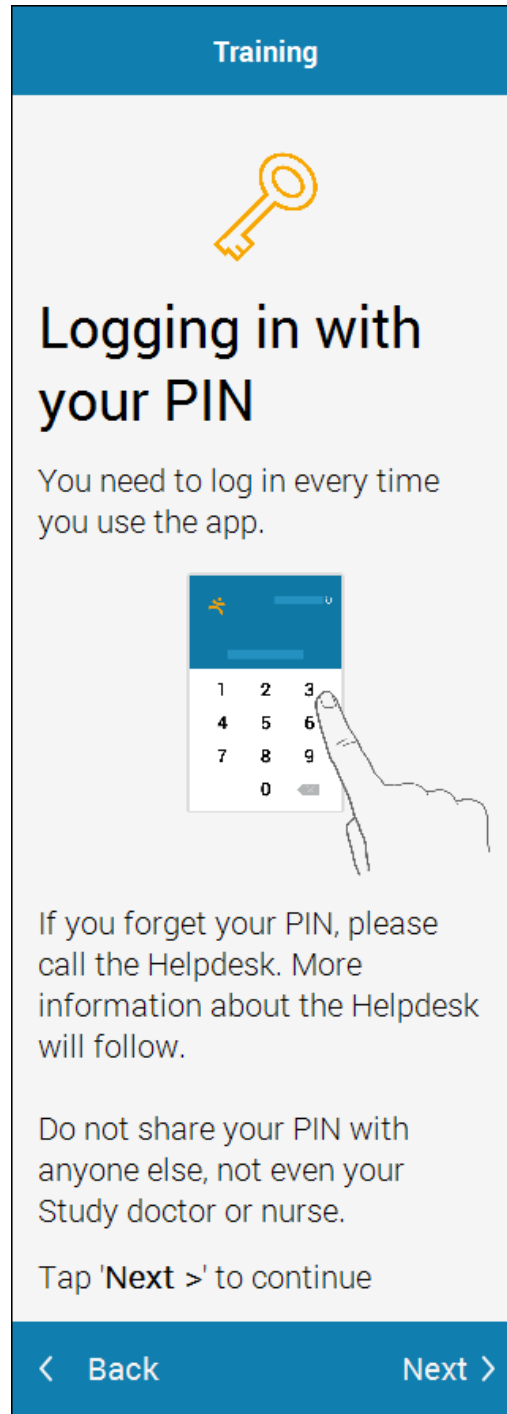 Training
Logging in with
your PIN
You need to log in every time
you use the app.
1 2 3
4 5 6
7 8 9
0
If you forget your PIN, please
call the Helpdesk. More
information about the Helpdesk
will follow.
Do not share your PIN with
anyone else, not even your
Study doctor or nurse.
Tap 'Next >' to continue
< Back Next >